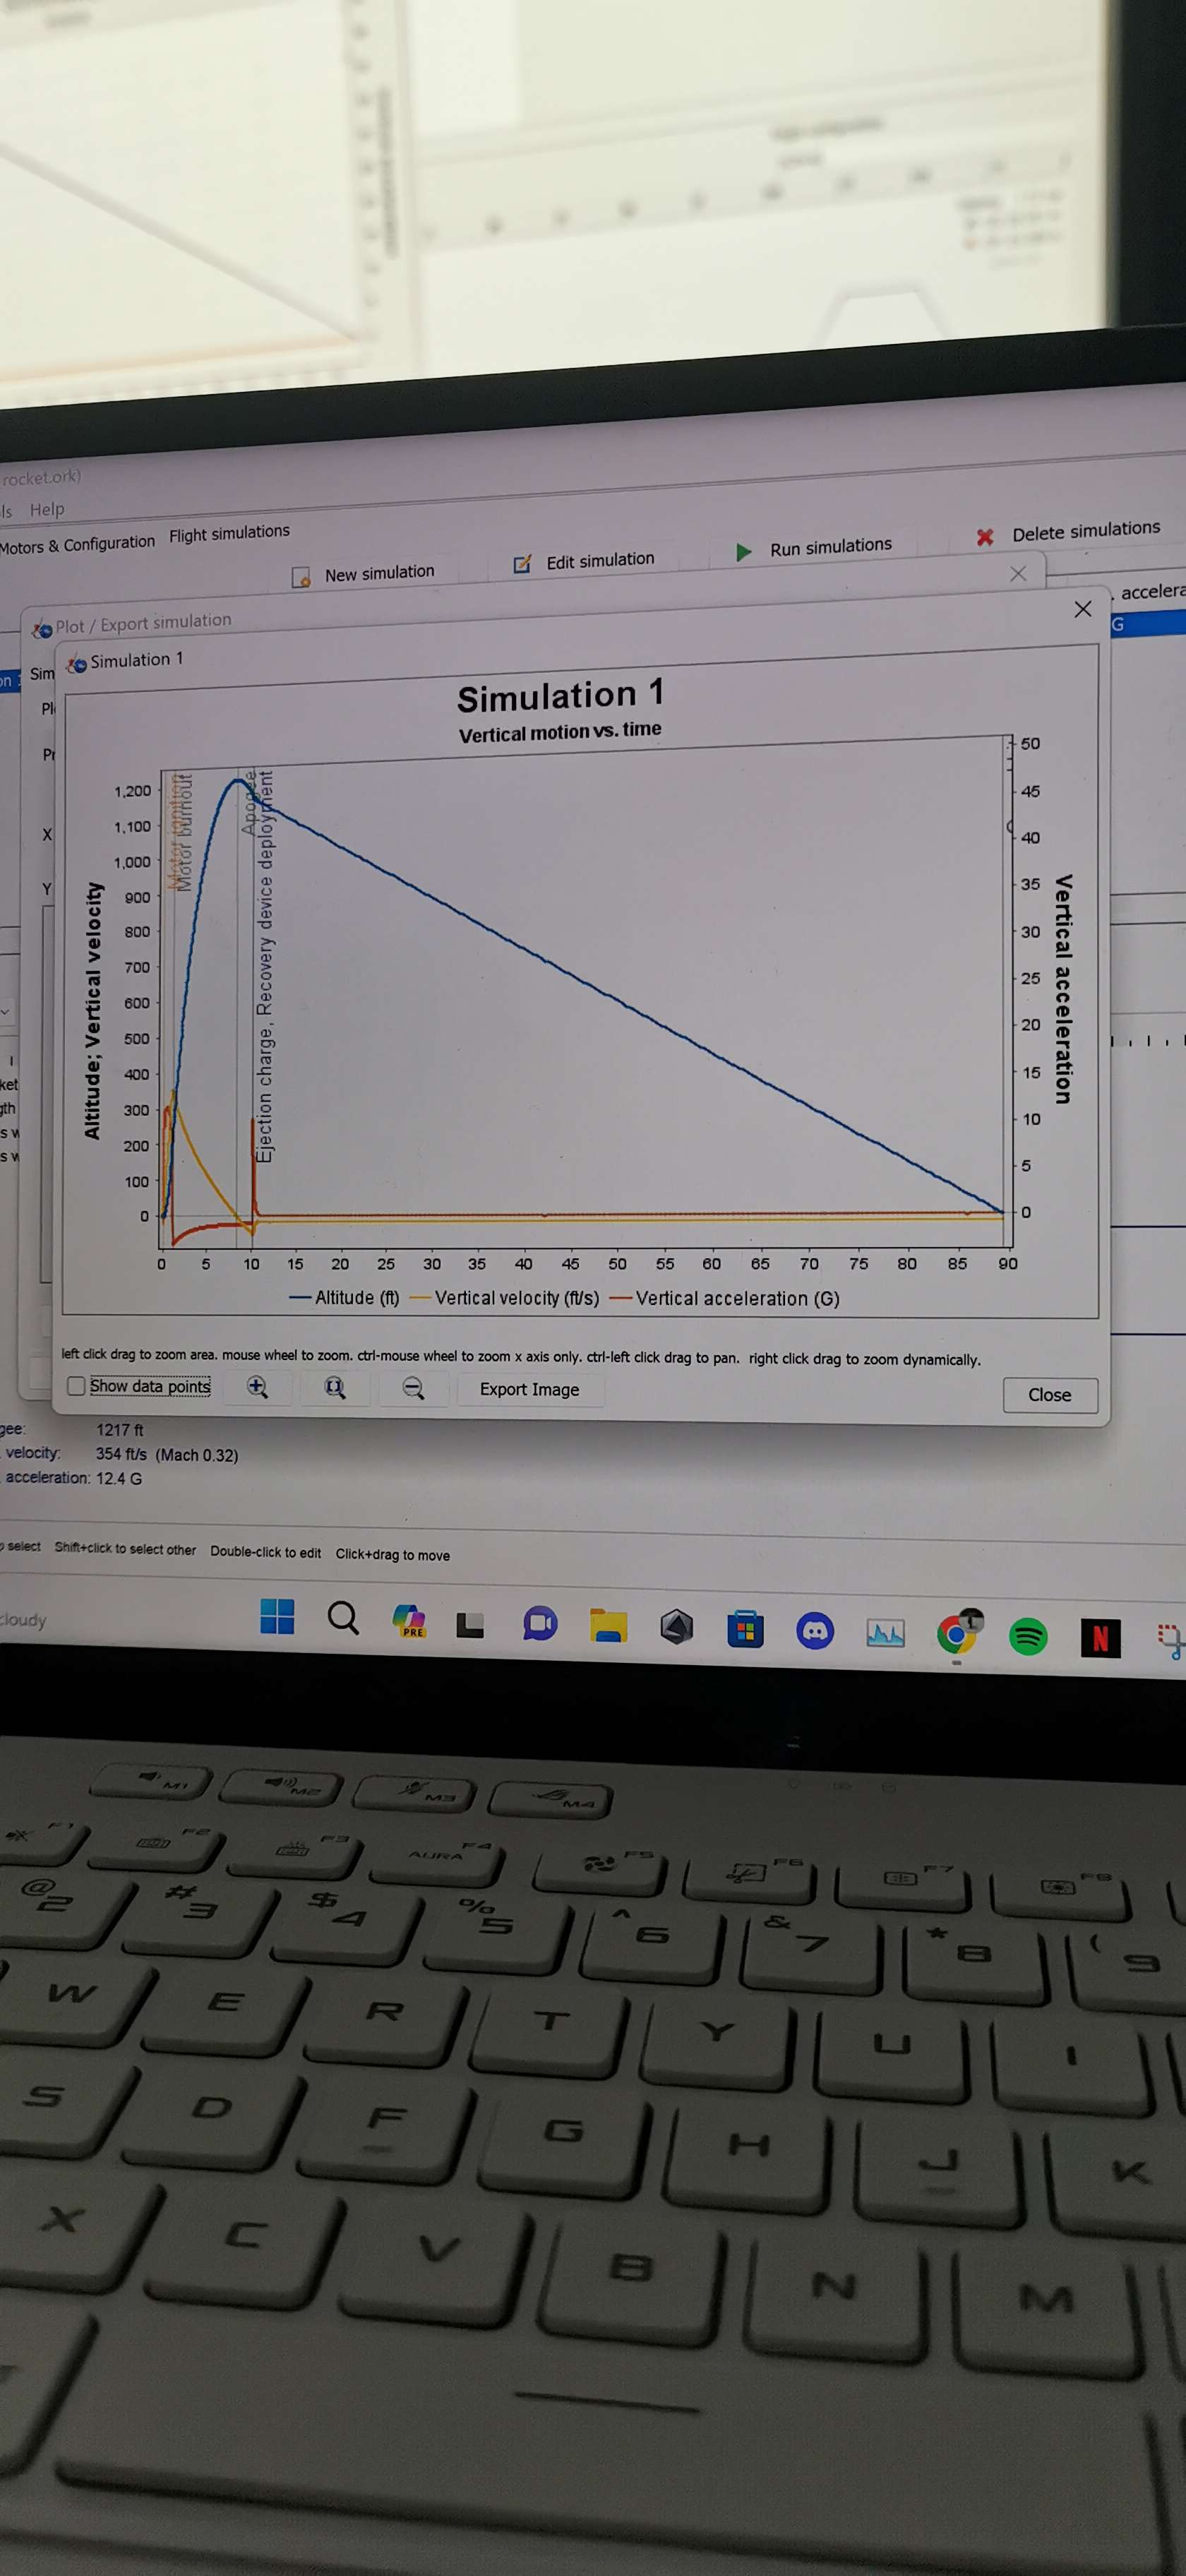 rocket.ork)
ls Help
Motors & Configuration Flight simulations
New simulation Edit simulation Run simulations Delete simulations
Plot / Export simulation
. accelera
G
on
Sim
Simulation 1
Pl
Pr
X
Y
Simulation 1
Vertical motion vs. time
Altitude; Vertical velocity
1,200
1,100
1,000
900
800
700
600
500
400
300
200
100
0
Motor ignition
Motor burnout
Apogee
Ejection charge, Recovery device deployment
50
45
40
35
30
25
20
15
10
5
0
Vertical acceleration
0 5 10 15 20 25 30 35 40 45 50 55 60 65 70 75 80 85 90
Altitude (ft) Vertical velocity (ft/s) Vertical acceleration (G)
left click drag to zoom area. mouse wheel to zoom. ctrl-mouse wheel to zoom x axis only. ctrl-left click drag to pan. right click drag to zoom dynamically.
Show data points Export Image Close
ket
gth
s w
s w
gee: 1217 ft
velocity: 354 ft/s (Mach 0.32)
acceleration: 12.4 G
select Shift+click to select other Double-click to edit Click+drag to move
cloudy
PRE
N
M1 M2 M3 M4
F1 F2 F3 AURA F4 F5 F6 F7 F8
@ 2 # 3 $ 4 % 5 ^ 6 & 7 * 8 ( 9
W E R T Y U I
S D F G H J K
X C V B N M